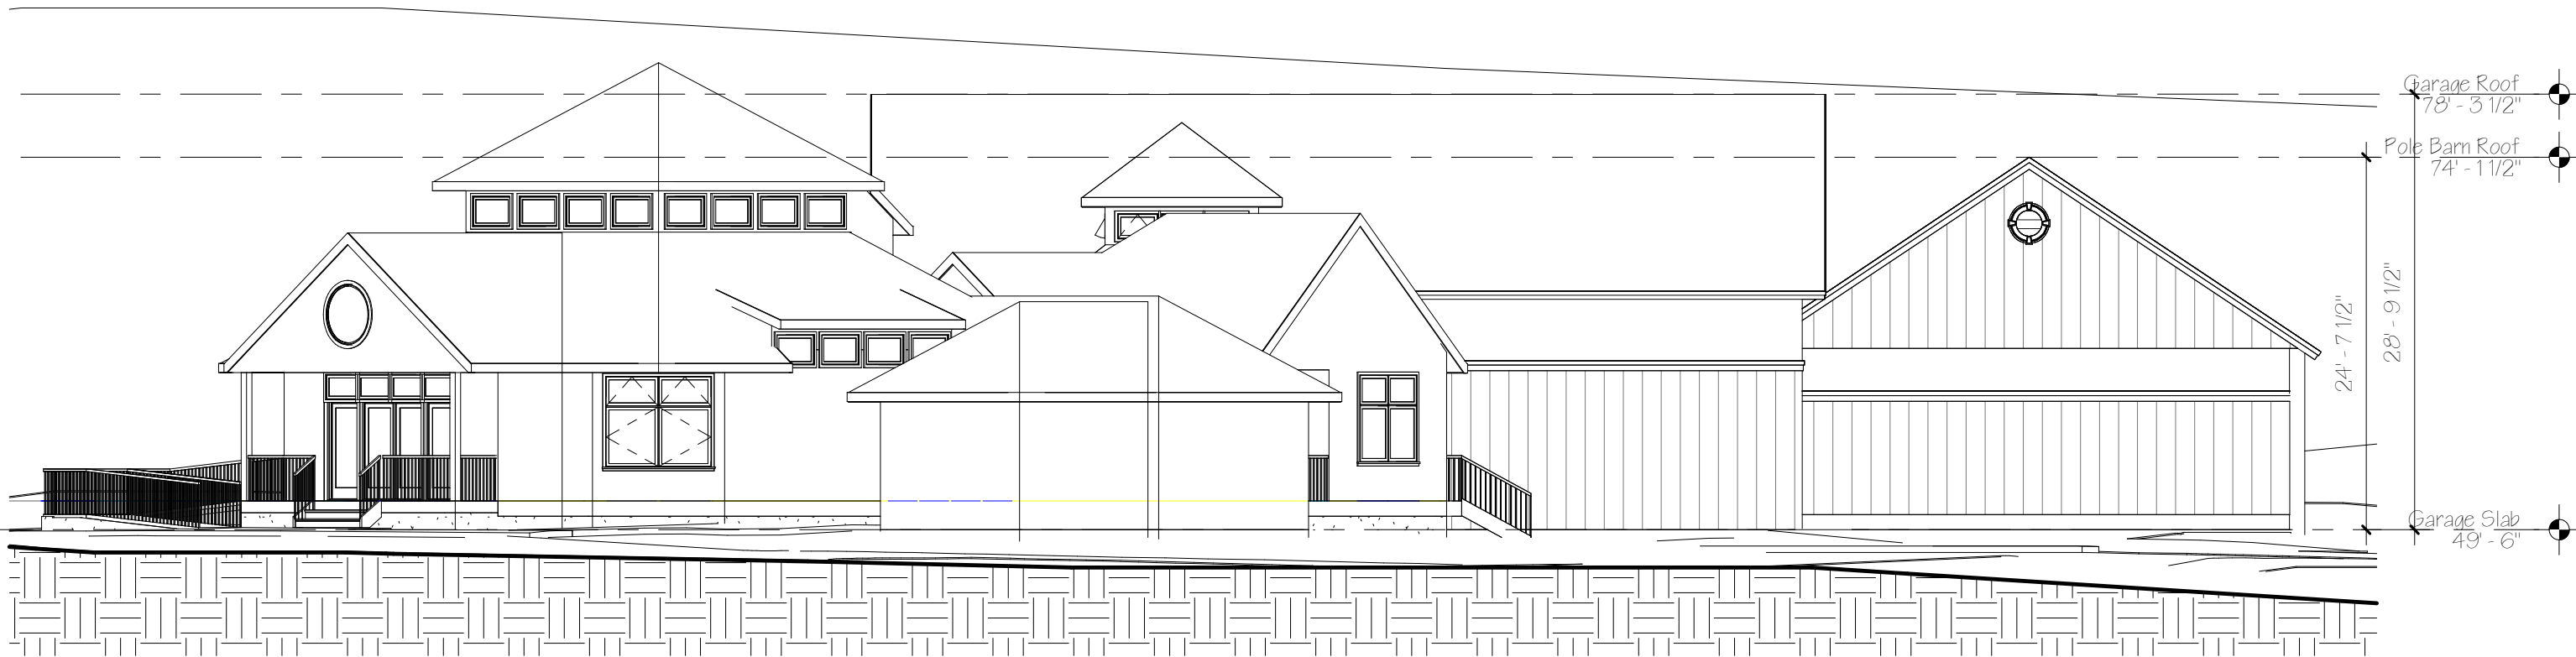 Garage Roof
78' - 3 1/2"
Pole Barn Roof
74' - 1 1/2"
24' - 7 1/2"
28' - 9 1/2"
Garage Slab
49' - 6"